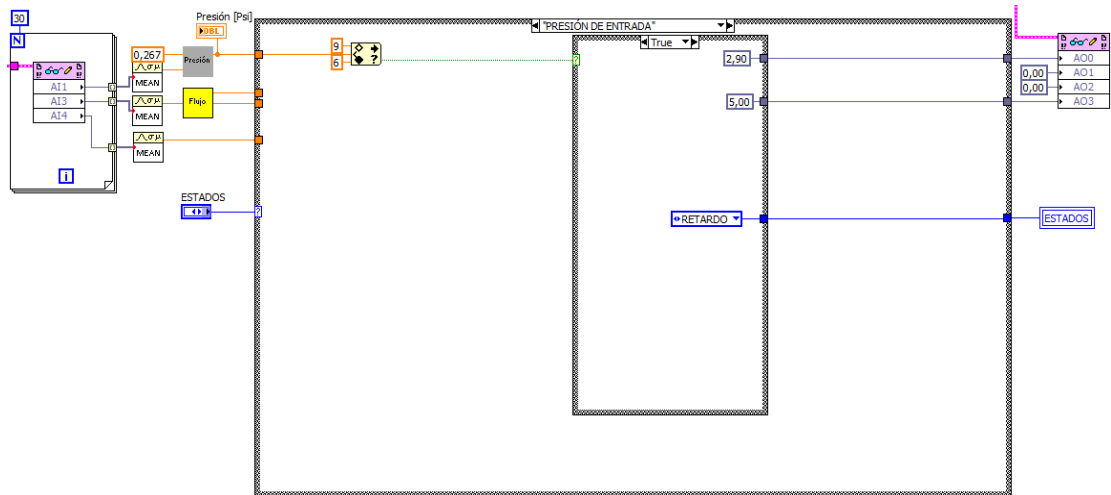 30
N
AI1
AI3
AI4
i
0,267
MEAN
MEAN
MEAN
Presión [Psi]
DBL
Presión
Flujo
ESTADOS
"PRESIÓN DE ENTRADA"
9
6
?
?
True
?
2,90
5,00
RETARDO
AO0
AO1
AO2
AO3
0,00
0,00
ESTADOS